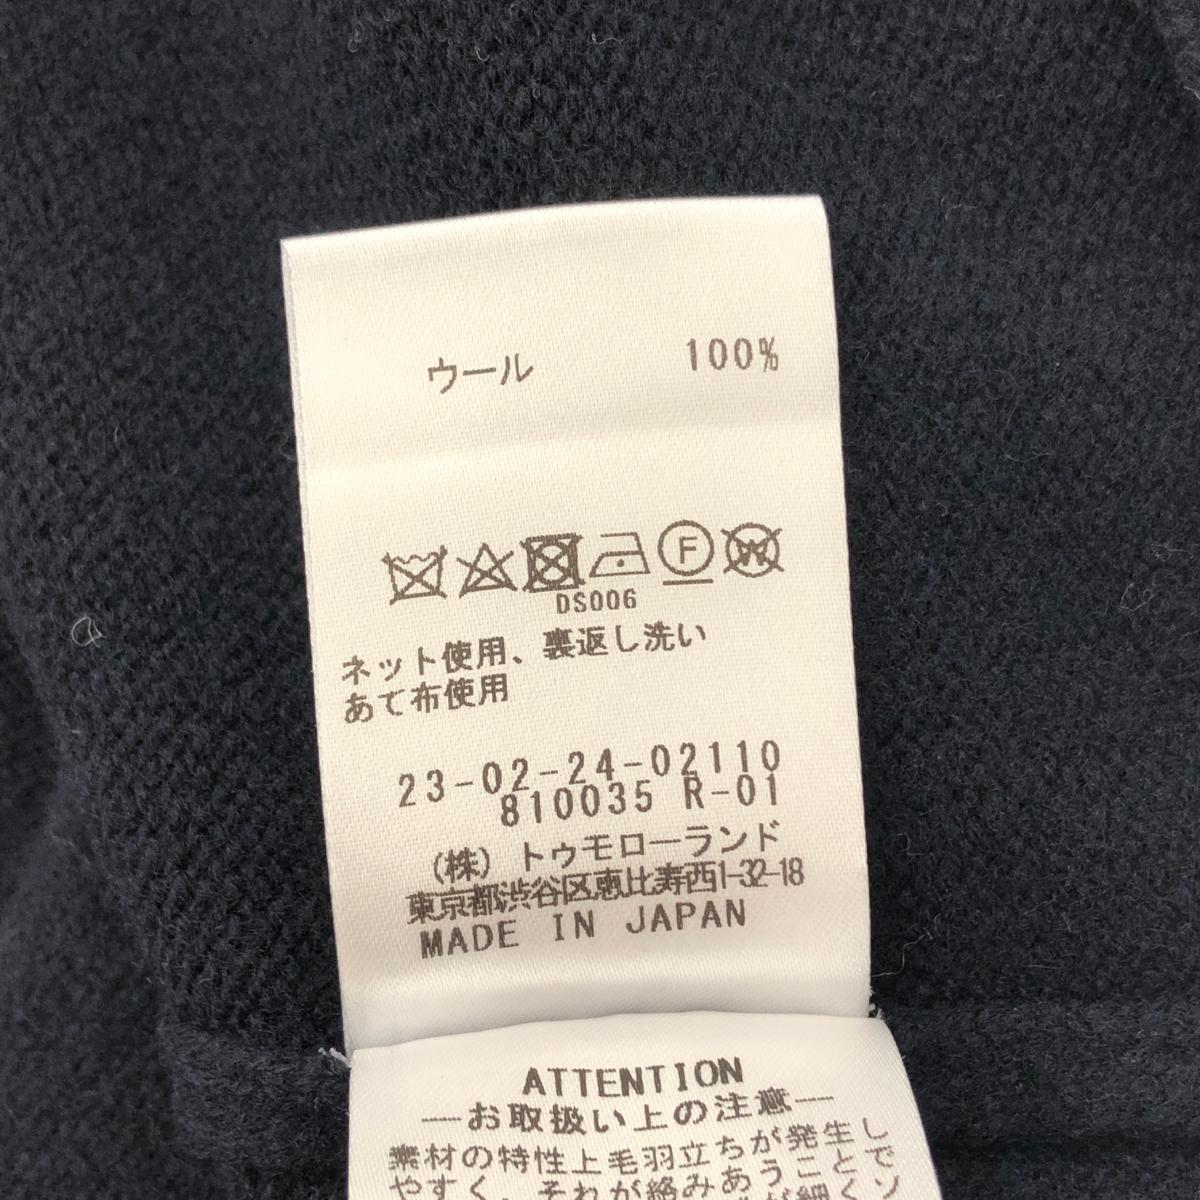 ウール 100%
F W
DS006
ネット使用、裏返し洗い
あて布使用
23-02-24-02110
810035 R-01
(株) トゥモローランド
東京都渋谷区恵比寿西1-32-18
MADE IN JAPAN
ATTENTION
―お取扱い上の注意―
素材の特性上毛羽立ちが発生し
やすく、それが絡みあうことで
が細くソ